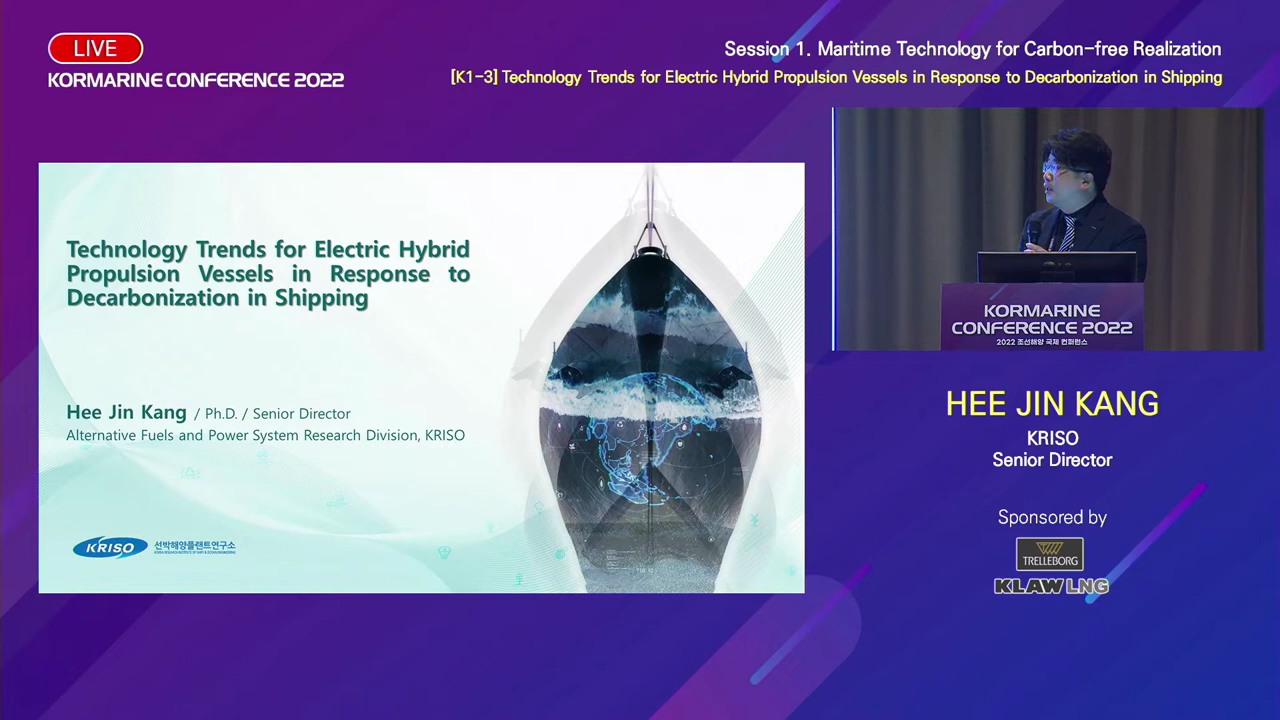 LIVE
KORMARINE CONFERENCE 2022
Session 1. Maritime Technology for Carbon-free Realization
[K1-3] Technology Trends for Electric Hybrid Propulsion Vessels in Response to Decarbonization in Shipping
Technology Trends for Electric Hybrid
Propulsion Vessels in Response to
Decarbonization in Shipping
Hee Jin Kang / Ph.D. / Senior Director
Alternative Fuels and Power System Research Division, KRISO
KRISO 선박해양플랜트연구소
KORMARINE
CONFERENCE 2022
2022 조선해양 국제 컨퍼런스
HEE JIN KANG
KRISO
Senior Director
Sponsored by
TRELLEBORG
KLAW LNG